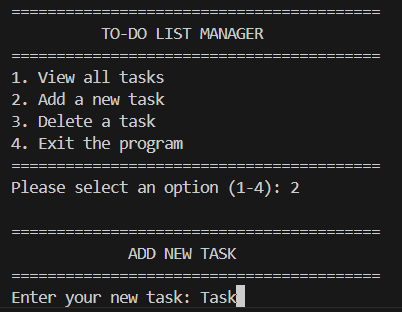 =========================================
TO-DO LIST MANAGER
=========================================
1. View all tasks
2. Add a new task
3. Delete a task
4. Exit the program
=========================================
Please select an option (1-4): 2
=========================================
ADD NEW TASK
=========================================
Enter your new task: Task